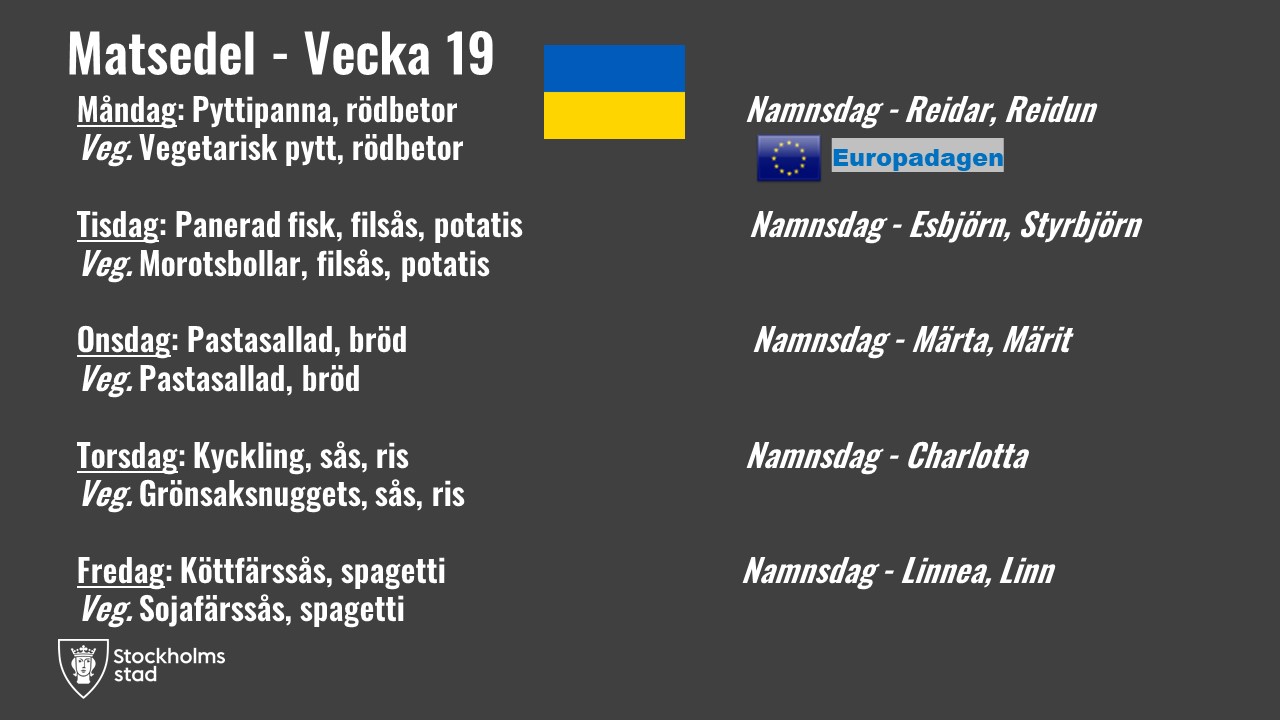 Matsedel - Vecka 19
Måndag: Pyttipanna, rödbetor
Veg. Vegetarisk pytt, rödbetor
Namnsdag - Reidar, Reidun
Europadagen
Tisdag: Panerad fisk, filsås, potatis
Veg. Morotsbollar, filsås, potatis
Namnsdag - Esbjörn, Styrbjörn
Onsdag: Pastasallad, bröd
Veg. Pastasallad, bröd
Namnsdag - Märta, Märit
Torsdag: Kyckling, sås, ris
Veg. Grönsaksnuggets, sås, ris
Namnsdag - Charlotta
Fredag: Köttfärssås, spagetti
Veg. Sojafärssås, spagetti
Namnsdag - Linnea, Linn
Stockholms
stad